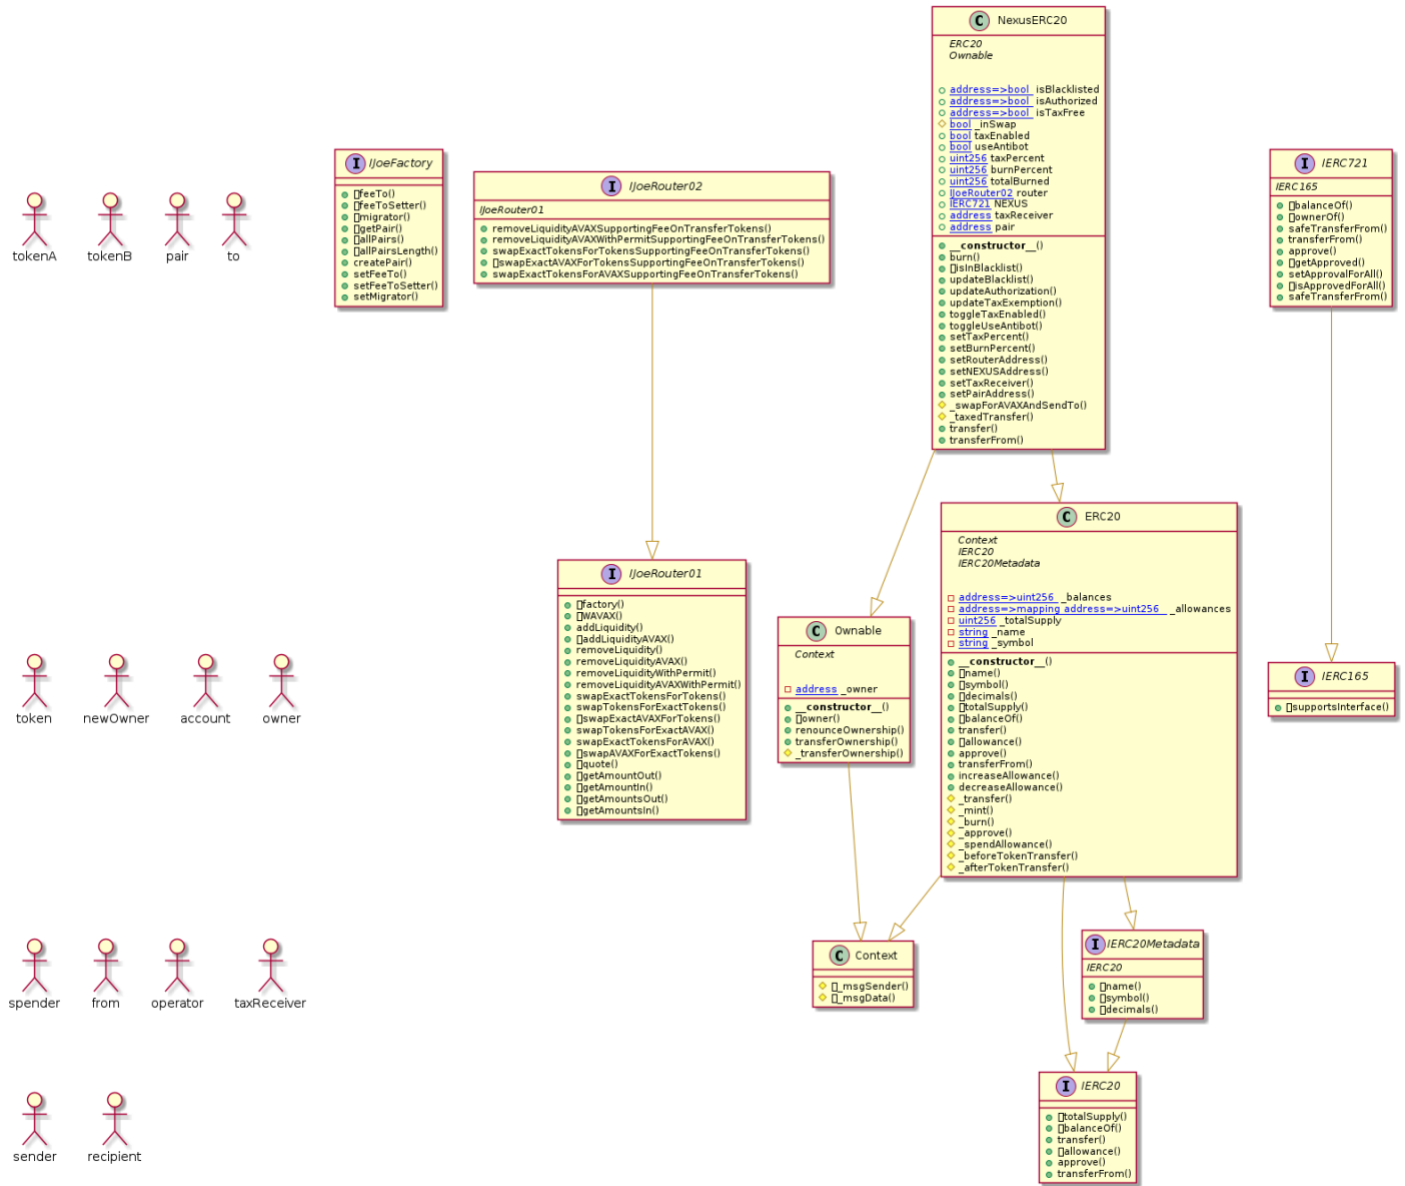 tokenA
tokenB
pair
to
I IJoeFactory
▯feeTo()
▯feeToSetter()
▯migrator()
▯getPair()
▯allPairs()
▯allPairsLength()
createPair()
setFeeTo()
setFeeToSetter()
setMigrator()
I IJoeRouter02
IJoeRouter01
removeLiquidityAVAXSupportingFeeOnTransferTokens()
removeLiquidityAVAXWithPermitSupportingFeeOnTransferTokens()
swapExactTokensForTokensSupportingFeeOnTransferTokens()
▯swapExactAVAXForTokensSupportingFeeOnTransferTokens()
swapExactTokensForAVAXSupportingFeeOnTransferTokens()
C NexusERC20
ERC20
Ownable
address=>bool isBlacklisted
address=>bool isAuthorized
address=>bool isTaxFree
bool _inSwap
bool taxEnabled
bool useAntibot
uint256 taxPercent
uint256 burnPercent
uint256 totalBurned
IJoeRouter02 router
IERC721 NEXUS
address taxReceiver
address pair
__constructor__()
burn()
▯isInBlacklist()
updateBlacklist()
updateAuthorization()
updateTaxExemption()
toggleTaxEnabled()
toggleUseAntibot()
setTaxPercent()
setBurnPercent()
setRouterAddress()
setNEXUSAddress()
setTaxReceiver()
setPairAddress()
_swapForAVAXAndSendTo()
_taxedTransfer()
transfer()
transferFrom()
I IERC721
IERC165
▯balanceOf()
▯ownerOf()
safeTransferFrom()
transferFrom()
approve()
▯getApproved()
setApprovalForAll()
▯isApprovedForAll()
safeTransferFrom()
token
newOwner
account
owner
I IJoeRouter01
▯factory()
▯WAVAX()
addLiquidity()
▯addLiquidityAVAX()
removeLiquidity()
removeLiquidityAVAX()
removeLiquidityWithPermit()
removeLiquidityAVAXWithPermit()
swapExactTokensForTokens()
swapTokensForExactTokens()
▯swapExactAVAXForTokens()
swapTokensForExactAVAX()
swapExactTokensForAVAX()
▯swapAVAXForExactTokens()
▯quote()
▯getAmountOut()
▯getAmountIn()
▯getAmountsOut()
▯getAmountsIn()
C Ownable
Context
address _owner
__constructor__()
▯owner()
renounceOwnership()
transferOwnership()
_transferOwnership()
C ERC20
Context
IERC20
IERC20Metadata
address=>uint256 _balances
address=>mapping address=>uint256 _allowances
uint256 _totalSupply
string _name
string _symbol
__constructor__()
▯name()
▯symbol()
▯decimals()
▯totalSupply()
▯balanceOf()
transfer()
▯allowance()
approve()
transferFrom()
increaseAllowance()
decreaseAllowance()
_transfer()
_mint()
_burn()
_approve()
_spendAllowance()
_beforeTokenTransfer()
_afterTokenTransfer()
I IERC165
▯supportsInterface()
spender
from
operator
taxReceiver
C Context
▯_msgSender()
▯_msgData()
I IERC20Metadata
IERC20
▯name()
▯symbol()
▯decimals()
sender
recipient
I IERC20
▯totalSupply()
▯balanceOf()
transfer()
▯allowance()
approve()
transferFrom()